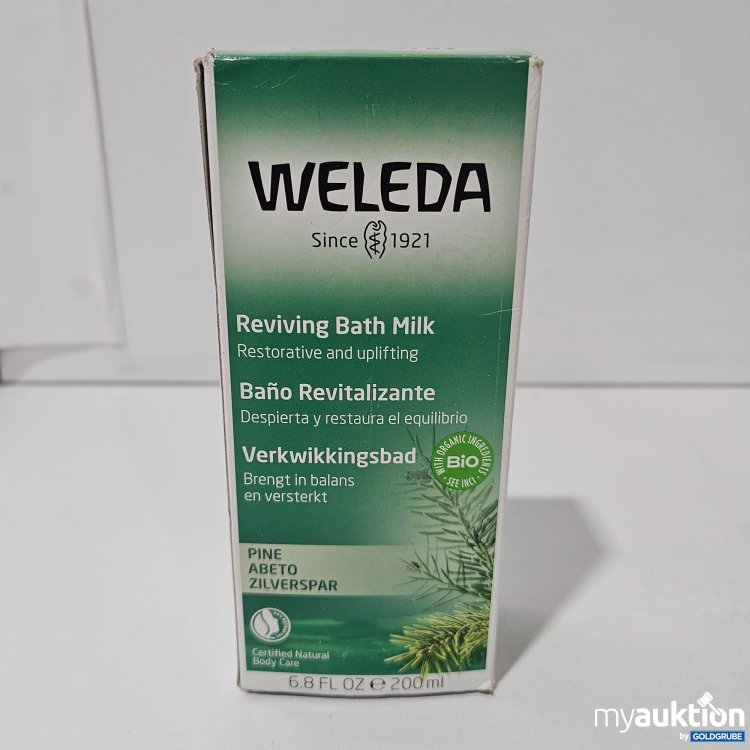 WELEDA
Since 1921
Reviving Bath Milk
Restorative and uplifting
Baño Revitalizante
Despierta y restaura el equilibrio
Verkwikkingsbad
Brengt in balans
en versterkt
WITH ORGANIC INGREDIENTS
BiO
· SEE INCI ·
PINE
ABETO
ZILVERSPAR
Certified Natural
Body Care
6.8 FL OZ ℮ 200 ml
myauktion
by GOLDGRUBE